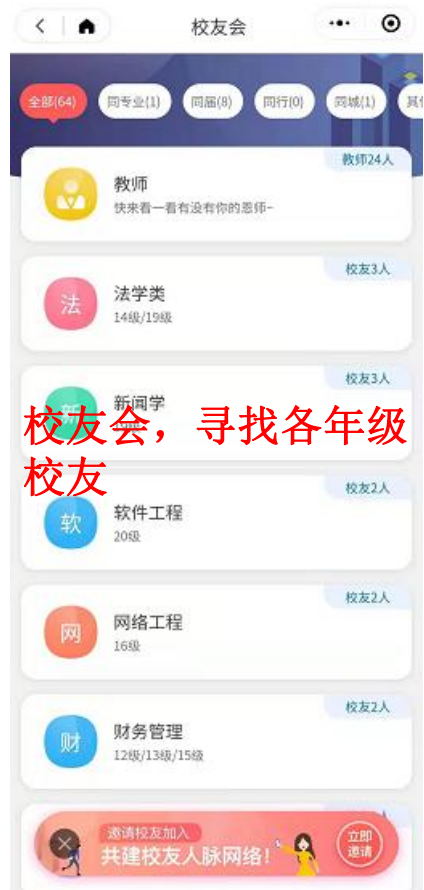 校友会
全部(64) 同专业(1) 同届(8) 同行(0) 同城(1)
教师24人
教师
快来看一看有没有你的恩师~
校友3人
法
法学类
14级/19级
校友3人
新
新闻学
校友会，寻找各年级
校友
校友2人
软
软件工程
20级
校友2人
网
网络工程
16级
校友2人
财
财务管理
12级/13级/15级
邀请校友加入
共建校友人脉网络!
立即
邀请